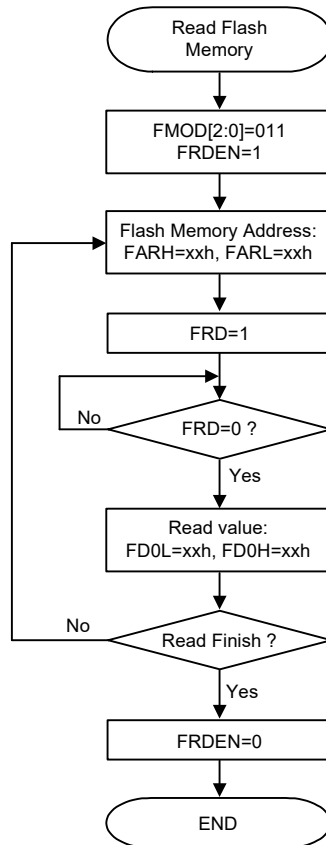 Read Flash
Memory
FMOD[2:0]=011
FRDEN=1
Flash Memory Address:
FARH=xxh, FARL=xxh
FRD=1
No
FRD=0 ?
Yes
Read value:
FD0L=xxh, FD0H=xxh
No
Read Finish ?
Yes
FRDEN=0
END